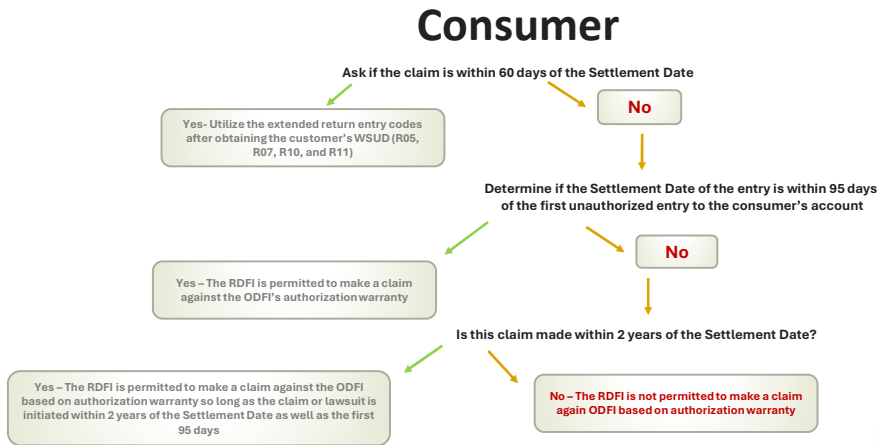 Consumer
Ask if the claim is within 60 days of the Settlement Date
No
Yes- Utilize the extended return entry codes
after obtaining the customer's WSUD (R05,
R07, R10, and R11)
Determine if the Settlement Date of the entry is within 95 days
of the first unauthorized entry to the consumer's account
No
Yes – The RDFI is permitted to make a claim
against the ODFI's authorization warranty
Is this claim made within 2 years of the Settlement Date?
Yes – The RDFI is permitted to make a claim against the ODFI
based on authorization warranty so long as the claim or lawsuit is
initiated within 2 years of the Settlement Date as well as the first
95 days
No – The RDFI is not permitted to make a claim
again ODFI based on authorization warranty